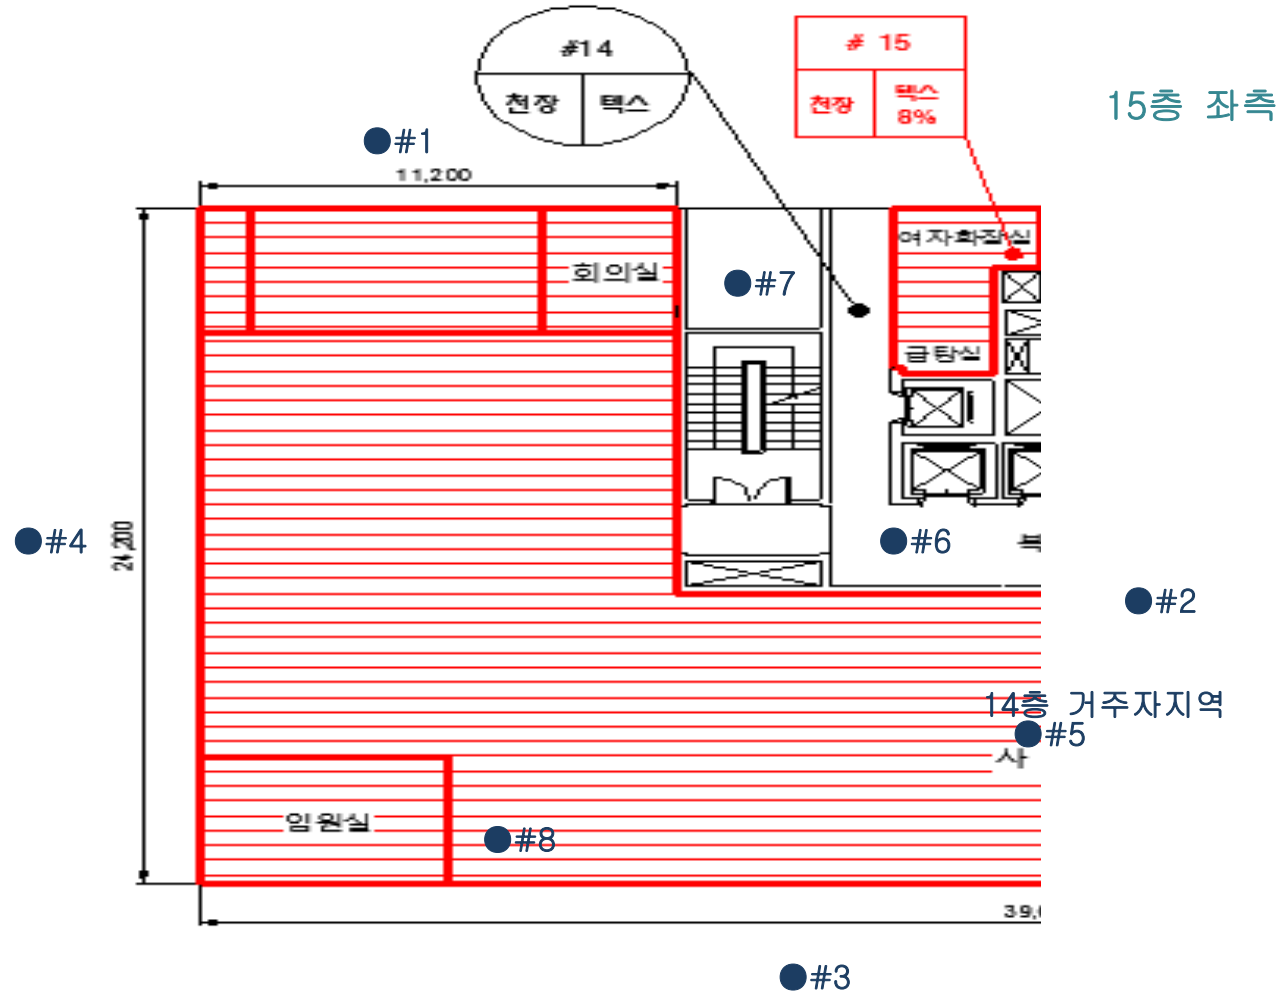 #14
천장 텍스
# 15
천장 텍스
8%
15층 좌측
#1
11,200
여자화장실
회의실
#7
급탕실
#4
24,200
#6
#2
14층 거주자지역
#5
사
임원실
#8
#3